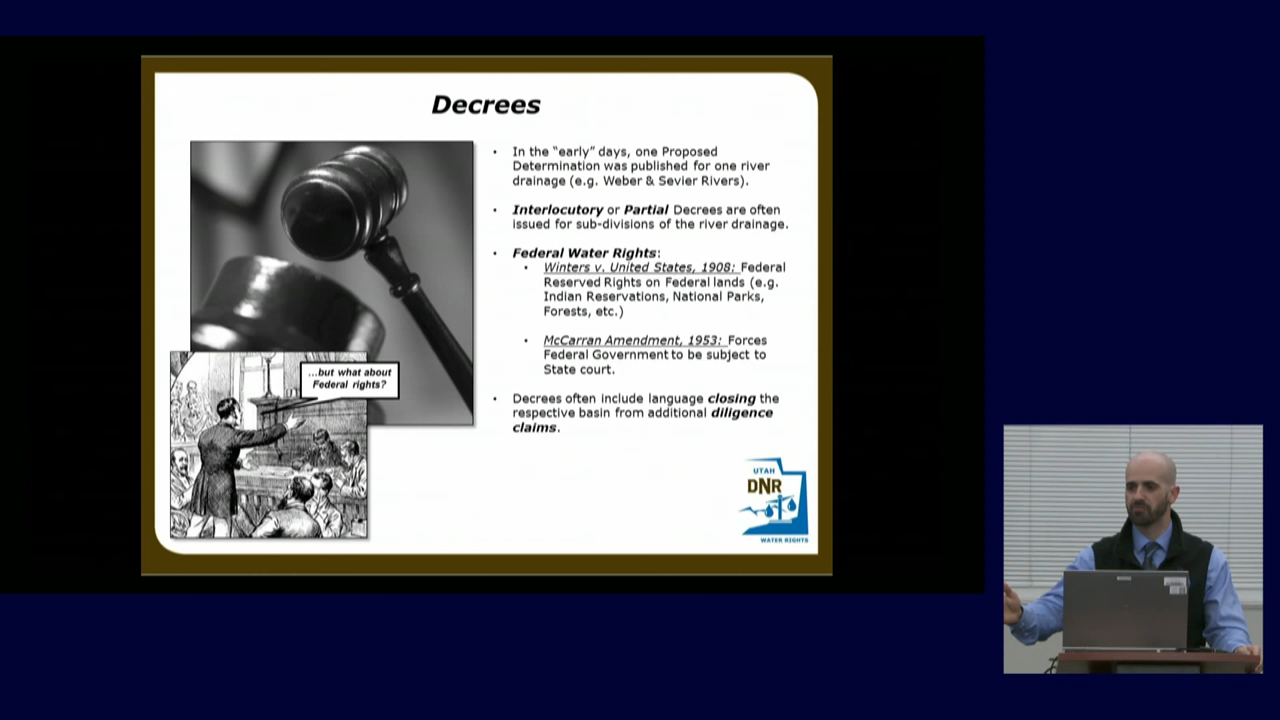 Decrees
• In the “early” days, one Proposed
Determination was published for one river
drainage (e.g. Weber & Sevier Rivers).
• Interlocutory or Partial Decrees are often
issued for sub-divisions of the river drainage.
• Federal Water Rights:
• Winters v. United States, 1908: Federal
Reserved Rights on Federal lands (e.g.
Indian Reservations, National Parks,
Forests, etc.)
• McCarran Amendment, 1953: Forces
Federal Government to be subject to
State court.
• Decrees often include language closing the
respective basin from additional diligence
claims.
...but what about
Federal rights?
UTAH
DNR
WATER RIGHTS